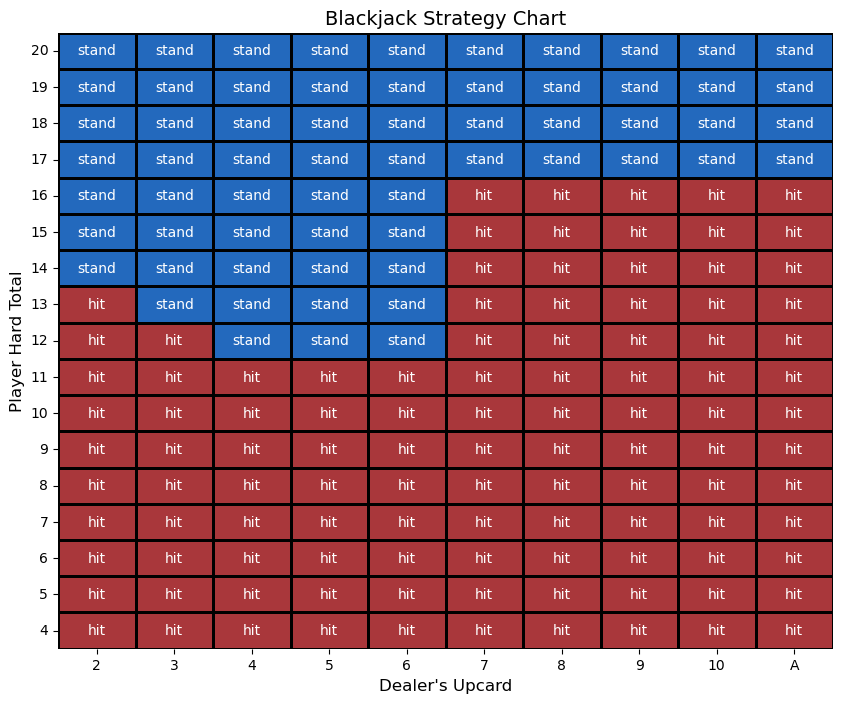 Blackjack Strategy Chart
Player Hard Total
20 stand stand stand stand stand stand stand stand stand stand
19 stand stand stand stand stand stand stand stand stand stand
18 stand stand stand stand stand stand stand stand stand stand
17 stand stand stand stand stand stand stand stand stand stand
16 stand stand stand stand stand hit hit hit hit hit
15 stand stand stand stand stand hit hit hit hit hit
14 stand stand stand stand stand hit hit hit hit hit
13 hit stand stand stand stand hit hit hit hit hit
12 hit hit stand stand stand hit hit hit hit hit
11 hit hit hit hit hit hit hit hit hit hit
10 hit hit hit hit hit hit hit hit hit hit
9 hit hit hit hit hit hit hit hit hit hit
8 hit hit hit hit hit hit hit hit hit hit
7 hit hit hit hit hit hit hit hit hit hit
6 hit hit hit hit hit hit hit hit hit hit
5 hit hit hit hit hit hit hit hit hit hit
4 hit hit hit hit hit hit hit hit hit hit
2 3 4 5 6 7 8 9 10 A
Dealer's Upcard